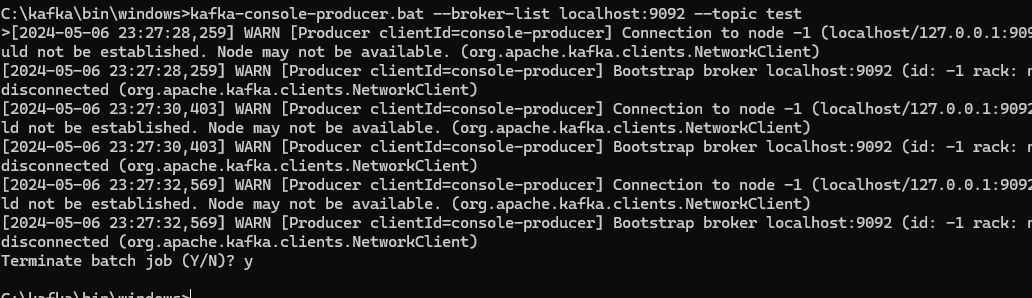 C:\kafka\bin\windows>kafka-console-producer.bat --broker-list localhost:9092 --topic test
>[2024-05-06 23:27:28,259] WARN [Producer clientId=console-producer] Connection to node -1 (localhost/127.0.0.1:909
uld not be established. Node may not be available. (org.apache.kafka.clients.NetworkClient)
[2024-05-06 23:27:28,259] WARN [Producer clientId=console-producer] Bootstrap broker localhost:9092 (id: -1 rack:
disconnected (org.apache.kafka.clients.NetworkClient)
[2024-05-06 23:27:30,403] WARN [Producer clientId=console-producer] Connection to node -1 (localhost/127.0.0.1:9092
ld not be established. Node may not be available. (org.apache.kafka.clients.NetworkClient)
[2024-05-06 23:27:30,403] WARN [Producer clientId=console-producer] Bootstrap broker localhost:9092 (id: -1 rack:
disconnected (org.apache.kafka.clients.NetworkClient)
[2024-05-06 23:27:32,569] WARN [Producer clientId=console-producer] Connection to node -1 (localhost/127.0.0.1:9092
ld not be established. Node may not be available. (org.apache.kafka.clients.NetworkClient)
[2024-05-06 23:27:32,569] WARN [Producer clientId=console-producer] Bootstrap broker localhost:9092 (id: -1 rack:
disconnected (org.apache.kafka.clients.NetworkClient)
Terminate batch job (Y/N)? y
C:\kafka\bin\windows>